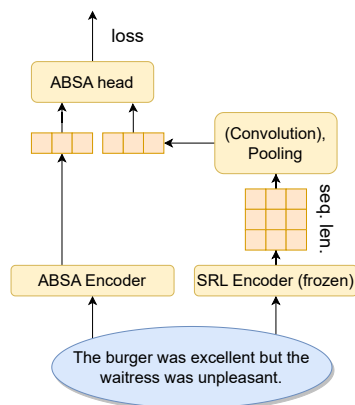 loss
ABSA head
(Convolution),
Pooling
seq. len.
ABSA Encoder
SRL Encoder (frozen)
The burger was excellent but the
waitress was unpleasant.